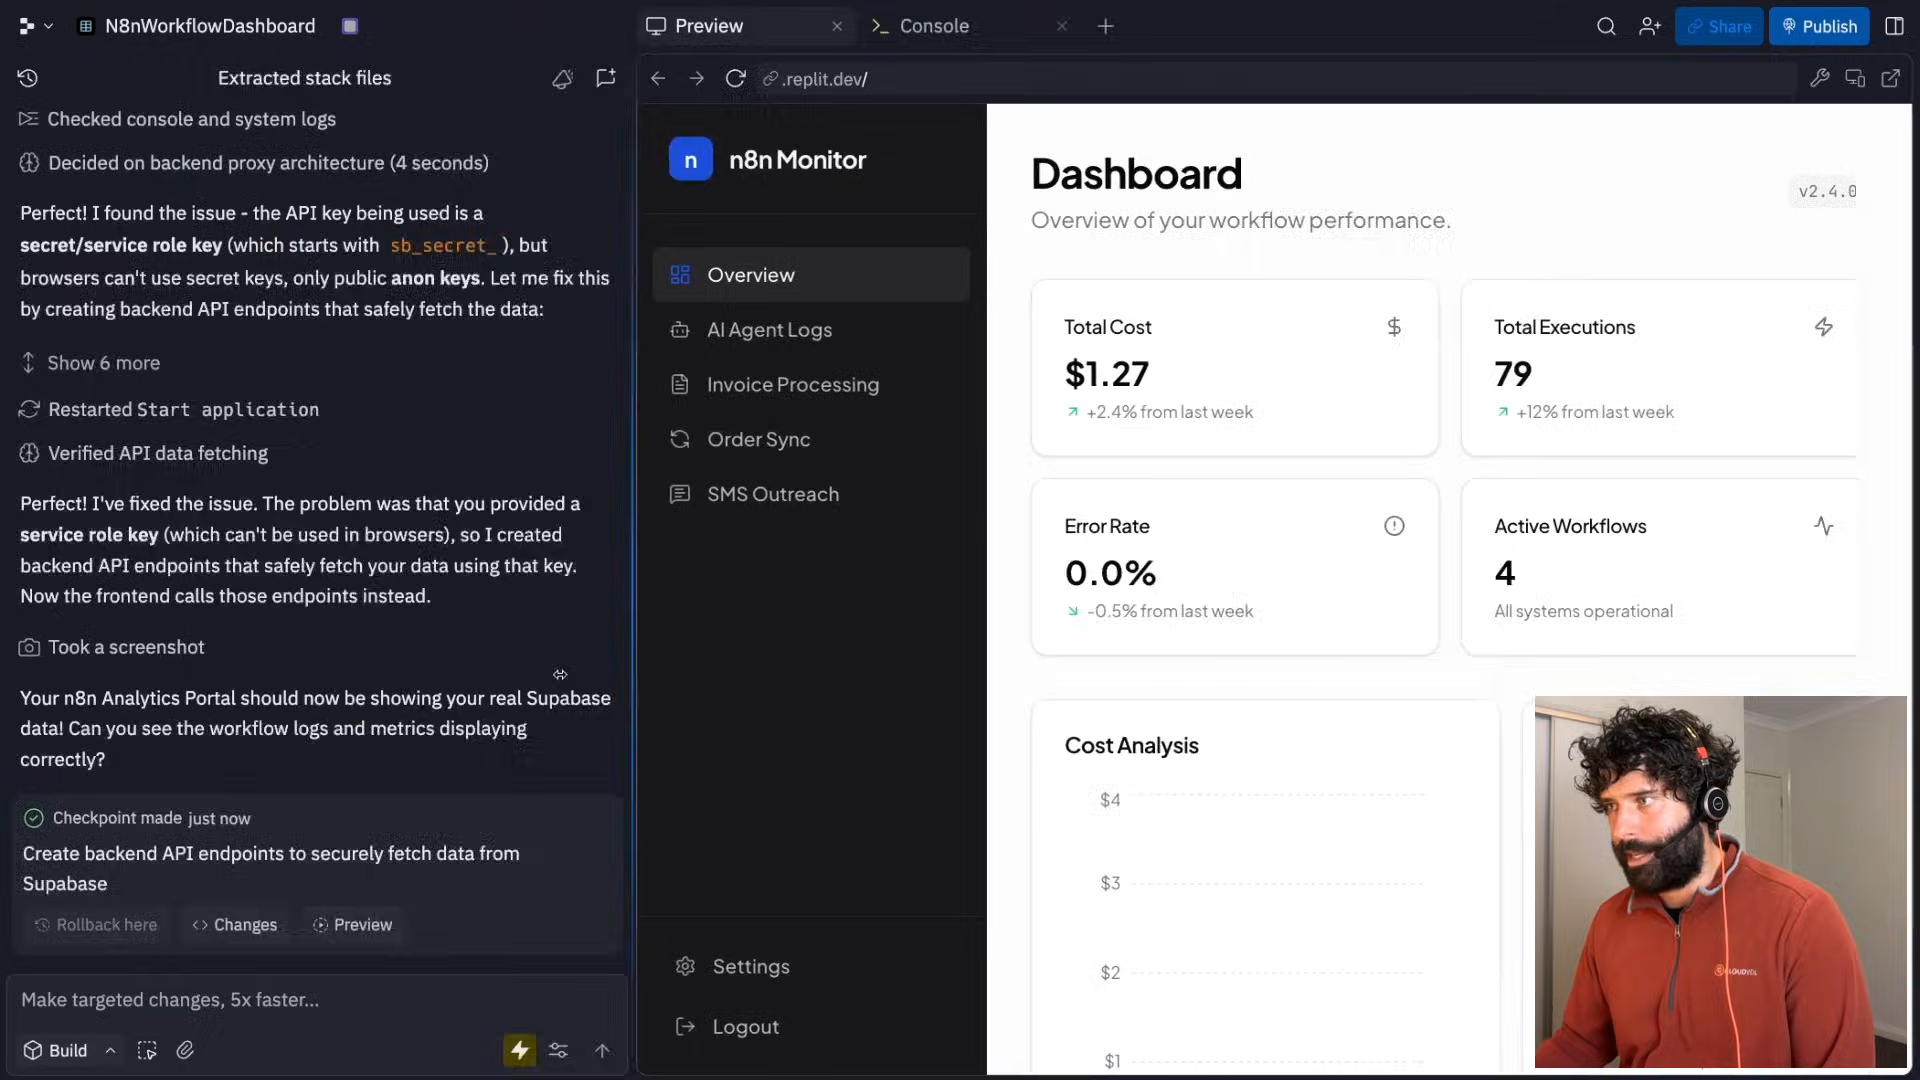 N8nWorkflowDashboard
Preview
Console
Share
Publish
Extracted stack files
.replit.dev/
Checked console and system logs
Decided on backend proxy architecture (4 seconds)
Perfect! I found the issue - the API key being used is a
secret/service role key (which starts with sb_secret_ ), but
browsers can't use secret keys, only public anon keys. Let me fix this
by creating backend API endpoints that safely fetch the data:
Show 6 more
Restarted Start application
Verified API data fetching
Perfect! I've fixed the issue. The problem was that you provided a
service role key (which can't be used in browsers), so I created
backend API endpoints that safely fetch your data using that key.
Now the frontend calls those endpoints instead.
Took a screenshot
Your n8n Analytics Portal should now be showing your real Supabase
data! Can you see the workflow logs and metrics displaying
correctly?
Checkpoint made just now
Create backend API endpoints to securely fetch data from
Supabase
Rollback here
Changes
Preview
Make targeted changes, 5x faster...
Build
n
n8n Monitor
Overview
AI Agent Logs
Invoice Processing
Order Sync
SMS Outreach
Settings
Logout
Dashboard
v2.4.0
Overview of your workflow performance.
Total Cost
$1.27
+2.4% from last week
Total Executions
79
+12% from last week
Error Rate
0.0%
-0.5% from last week
Active Workflows
4
All systems operational
Cost Analysis
$4
$3
$2
$1